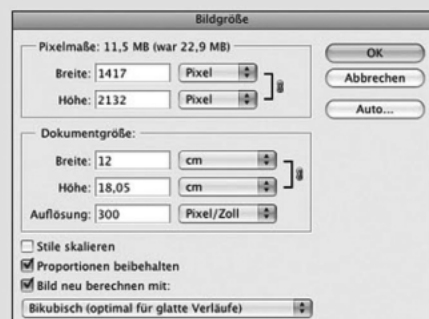 Bildgröße
Pixelmaße: 11,5 MB (war 22,9 MB)
Breite: 1417 Pixel
Höhe: 2132 Pixel
OK
Abbrechen
Auto...
Dokumentgröße:
Breite: 12 cm
Höhe: 18,05 cm
Auflösung: 300 Pixel/Zoll
Stile skalieren
Proportionen beibehalten
Bild neu berechnen mit:
Bikubisch (optimal für glatte Verläufe)